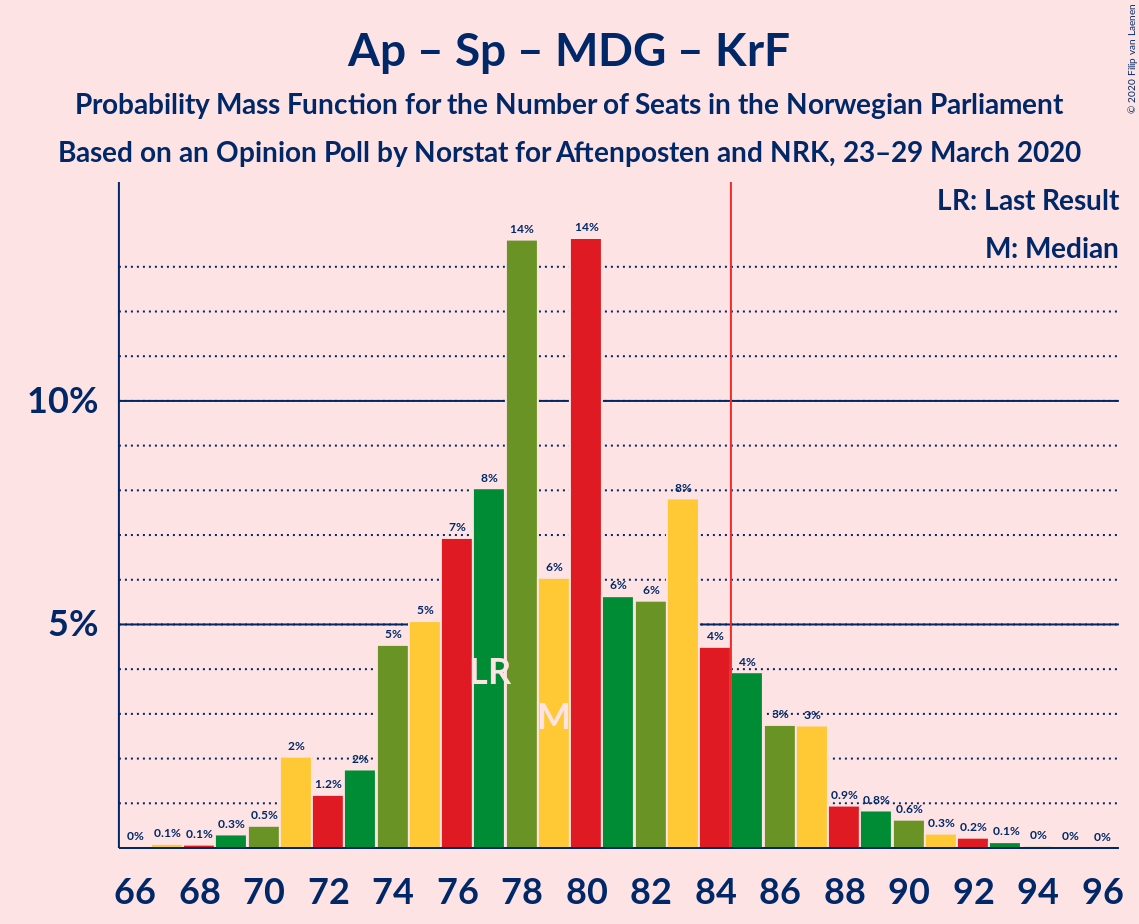 Ap – Sp – MDG – KrF
Probability Mass Function for the Number of Seats in the Norwegian Parliament
Based on an Opinion Poll by Norstat for Aftenposten and NRK, 23–29 March 2020
© 2020 Filip van Laenen
LR: Last Result
M: Median
10%
5%
0% 0.1% 0.1% 0.3% 0.5% 2% 1.2% 2% 5% 5% 7% 8% 14% 6% 14% 6% 6% 8% 4% 4% 3% 3% 0.9% 0.8% 0.6% 0.3% 0.2% 0.1% 0% 0% 0%
LR
M
66 68 70 72 74 76 78 80 82 84 86 88 90 92 94 96